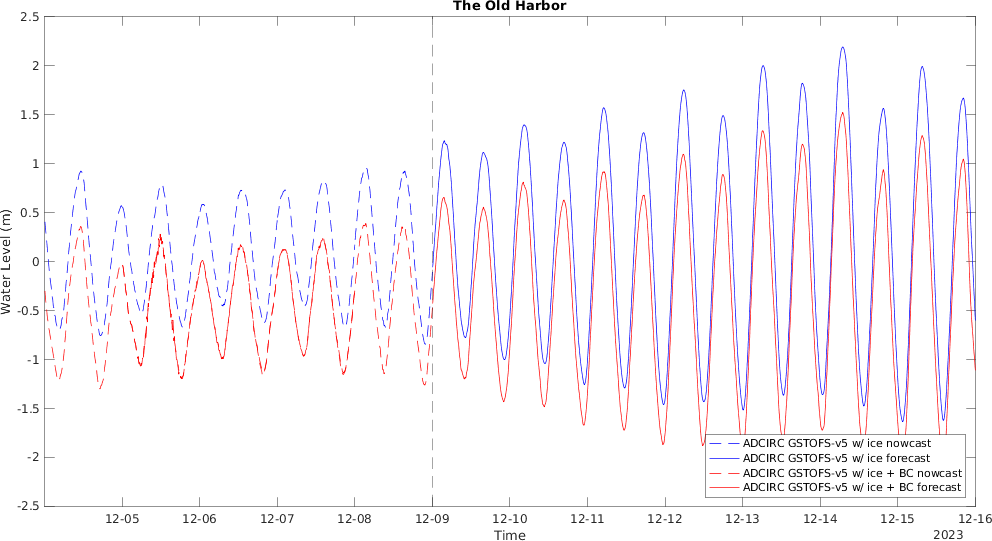 The Old Harbor
2.5
2
1.5
1
0.5
0
-0.5
-1
-1.5
-2
-2.5
Water Level (m)
ADCIRC GSTOFS-v5 w/ ice nowcast
ADCIRC GSTOFS-v5 w/ ice forecast
ADCIRC GSTOFS-v5 w/ ice + BC nowcast
ADCIRC GSTOFS-v5 w/ ice + BC forecast
12-05 12-06 12-07 12-08 12-09 12-10 12-11 12-12 12-13 12-14 12-15 12-16
Time
2023